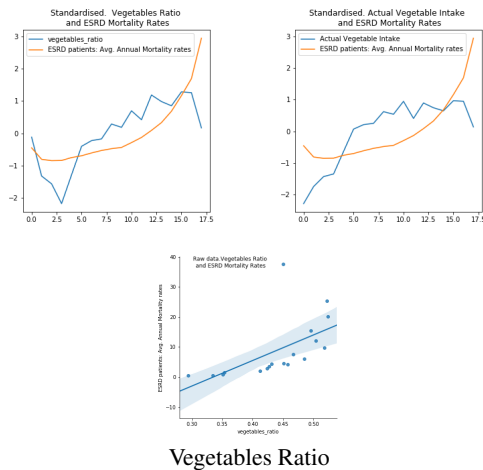 Standardised. Vegetables Ratio
and ESRD Mortality Rates
vegetables_ratio
ESRD patients: Avg. Annual Mortality rates
3
2
1
0
−1
−2
0.0 2.5 5.0 7.5 10.0 12.5 15.0 17.5
Standardised. Actual Vegetable Intake
and ESRD Mortality Rates
Actual Vegetable Intake
ESRD patients: Avg. Annual Mortality rates
3
2
1
0
−1
−2
0.0 2.5 5.0 7.5 10.0 12.5 15.0 17.5
Raw data.Vegetables Ratio
and ESRD.Mortality Rates
ESRD patients: Avg. Annual Mortality rates
40
30
20
10
0
−10
0.30 0.35 0.40 0.45 0.50
vegetables_ratio
Vegetables Ratio